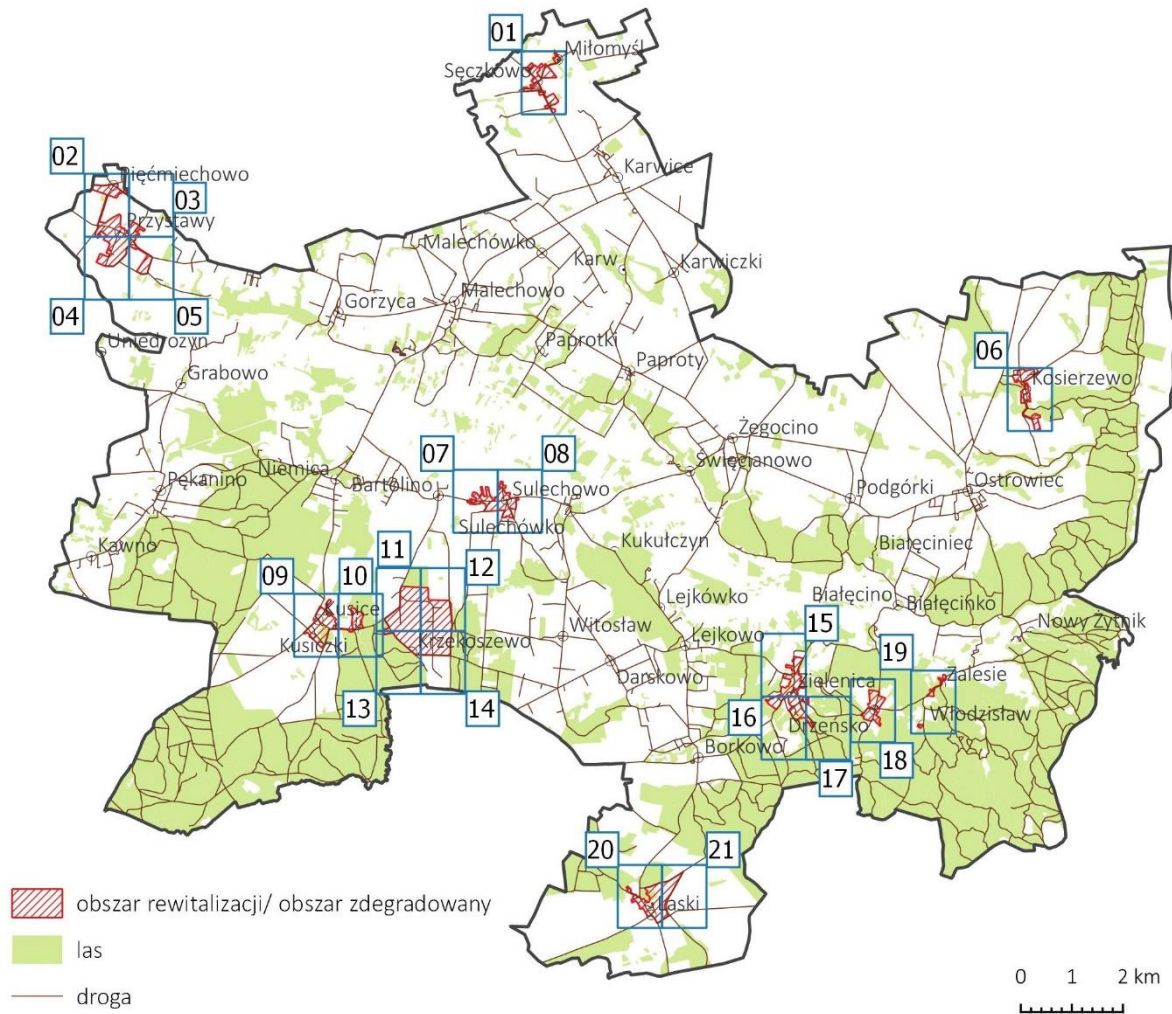 01
Miłomyśl
Sęczkowo
02
Pięćmiechowo
Karwice
03
Przystawy
Malechówko
Karw
Karwiczki
04
05
Gorzyca
Malechowo
Uniedrożyn
Paprotki
Paproty
06
Kosierzewo
Grabowo
Żegocino
Święcianowo
07
08
Niemica
Pękanino
Bartolino
Sulechowo
Podgórki
Ostrowiec
Sulechówko
Kawno
Kukułczyn
Białęciniec
11
12
09
10
Kusice
Lejkówko
Białęcino
Białęcinko
Nowy Żytnik
Kusiczki
Krzekoszewo
Witosław
Lejkowo
15
19
Darskowo
Zielenica
Zalesie
13
14
16
Drzeńsko
Włodzisław
Borkowo
17
18
20
21
Laski
obszar rewitalizacji/ obszar zdegradowany
las
droga
0 1 2 km